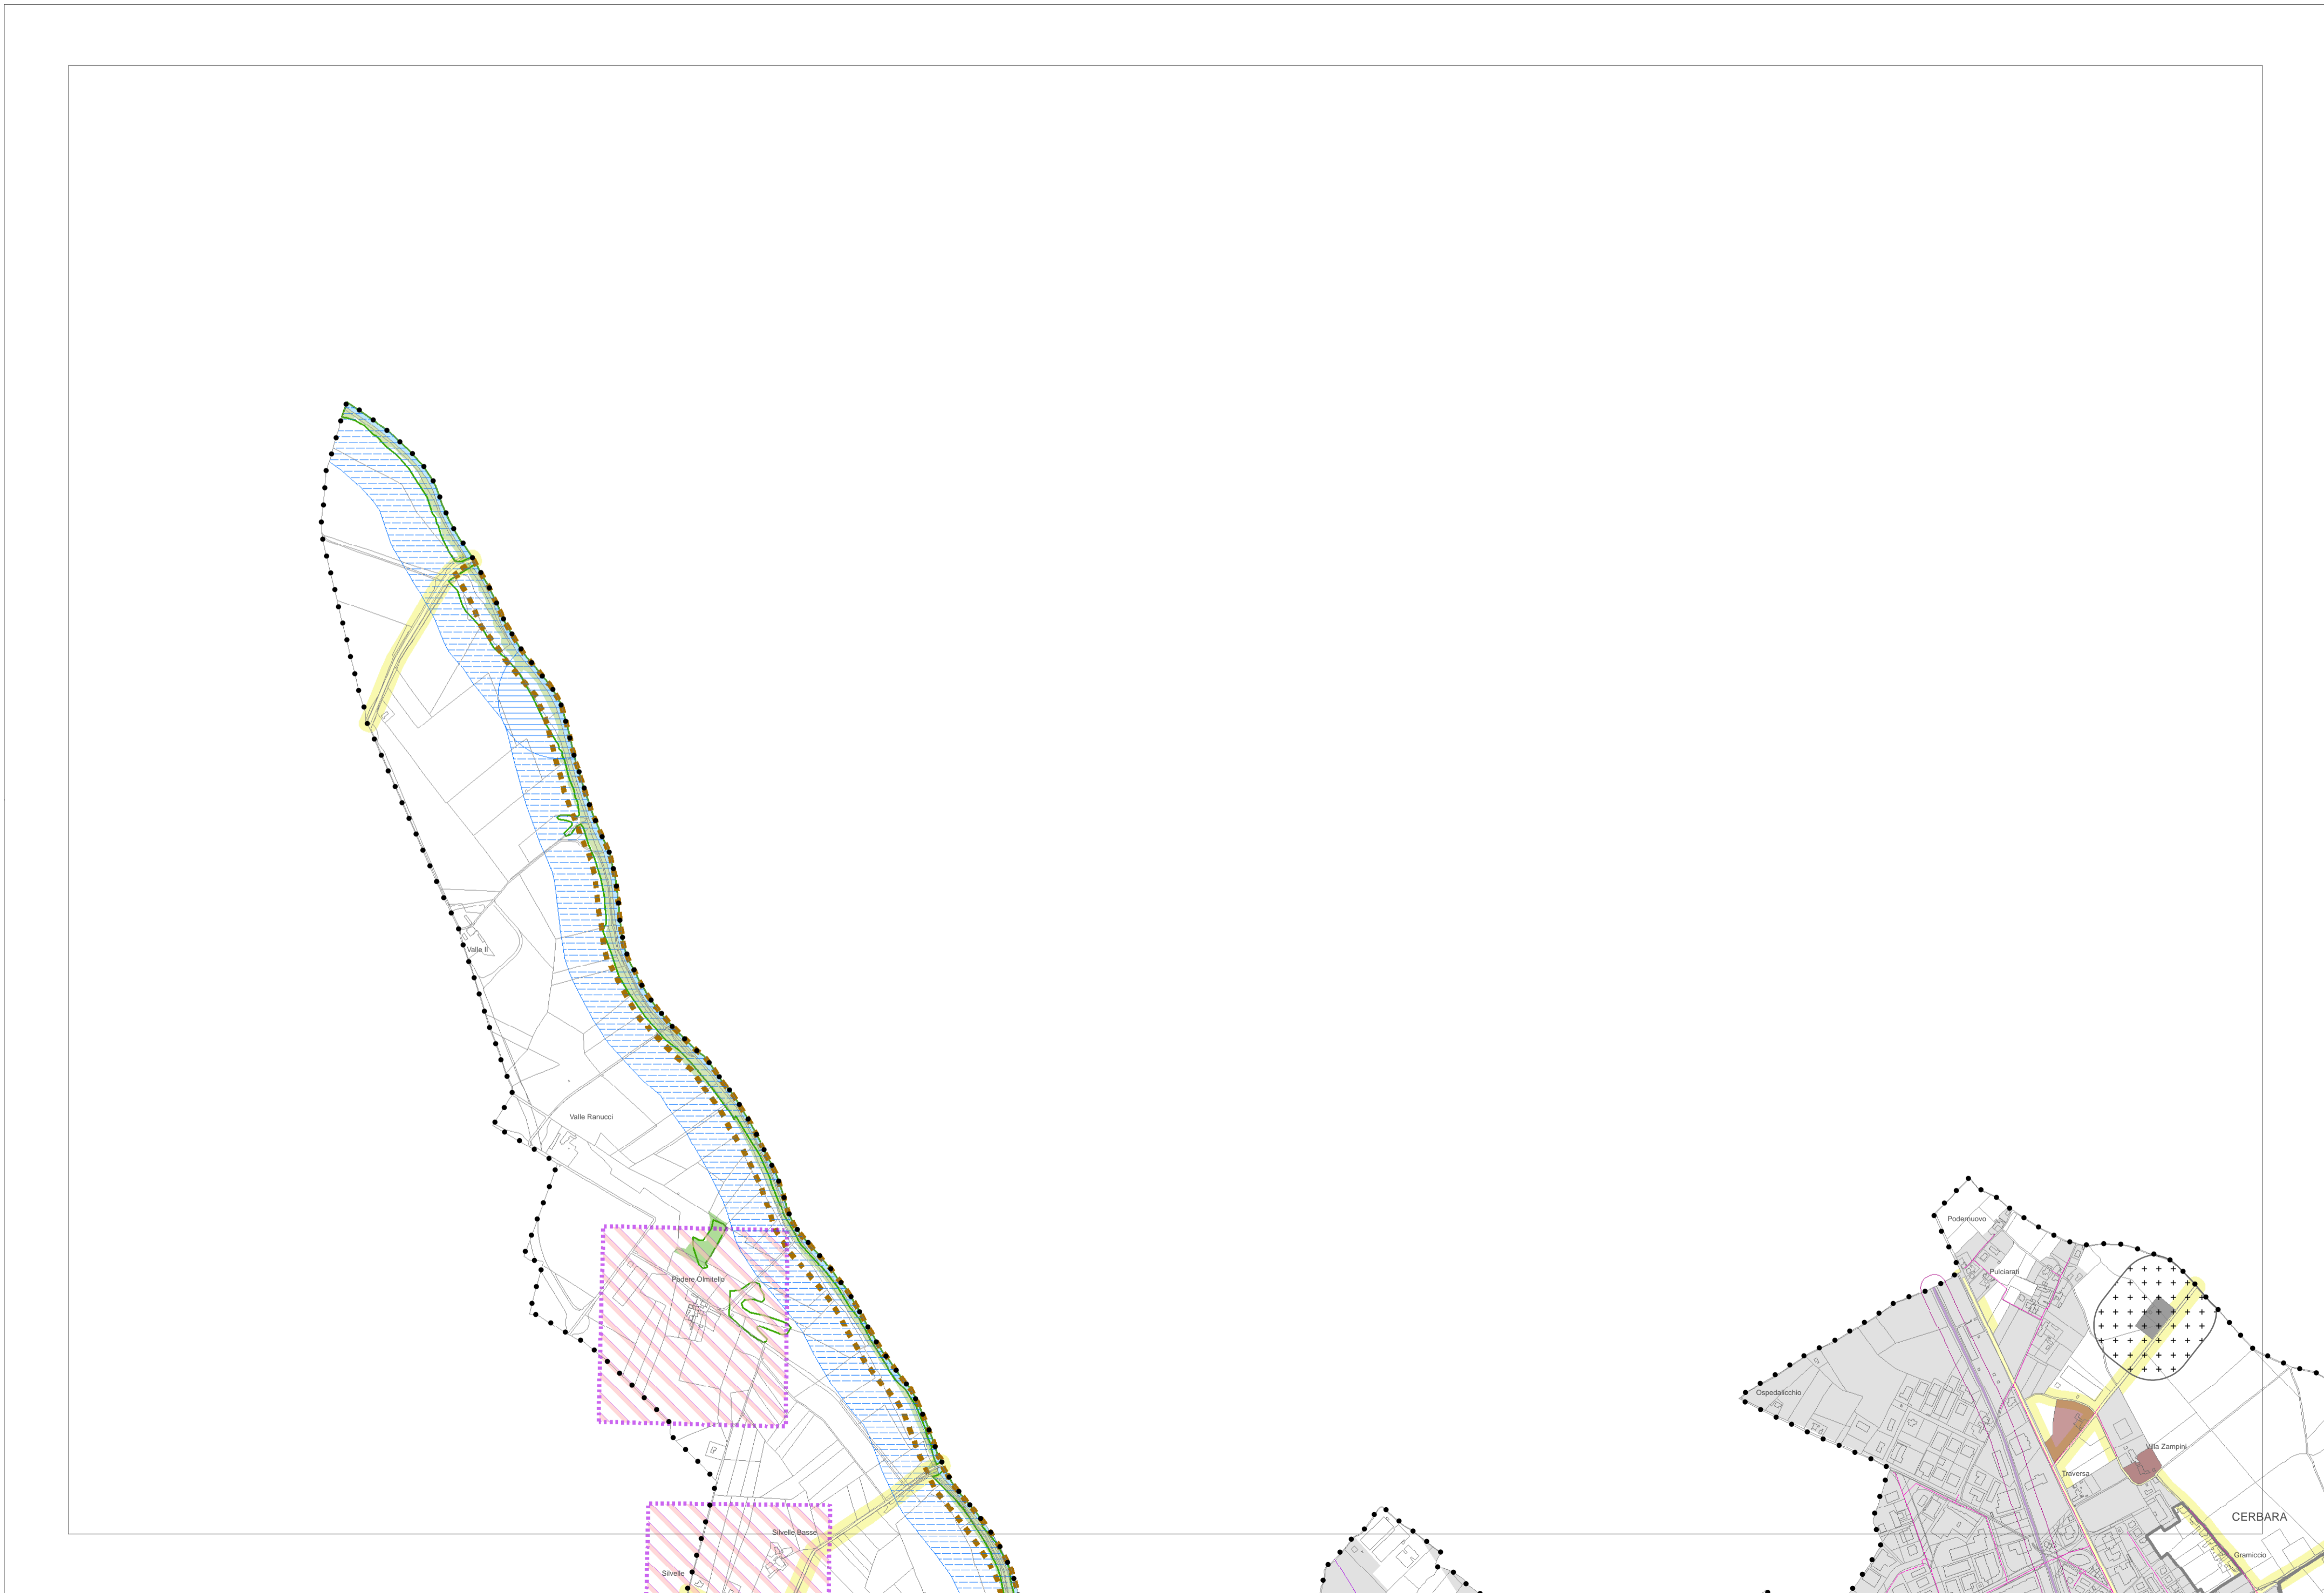 Valle II
Valle Ranucci
Podernuovo
Pulciarati
Podere Olmitello
Ospedalicchio
Villa Zampini
Traversa
CERBARA
Silvelle Basse
Gramiccio
Silvelle